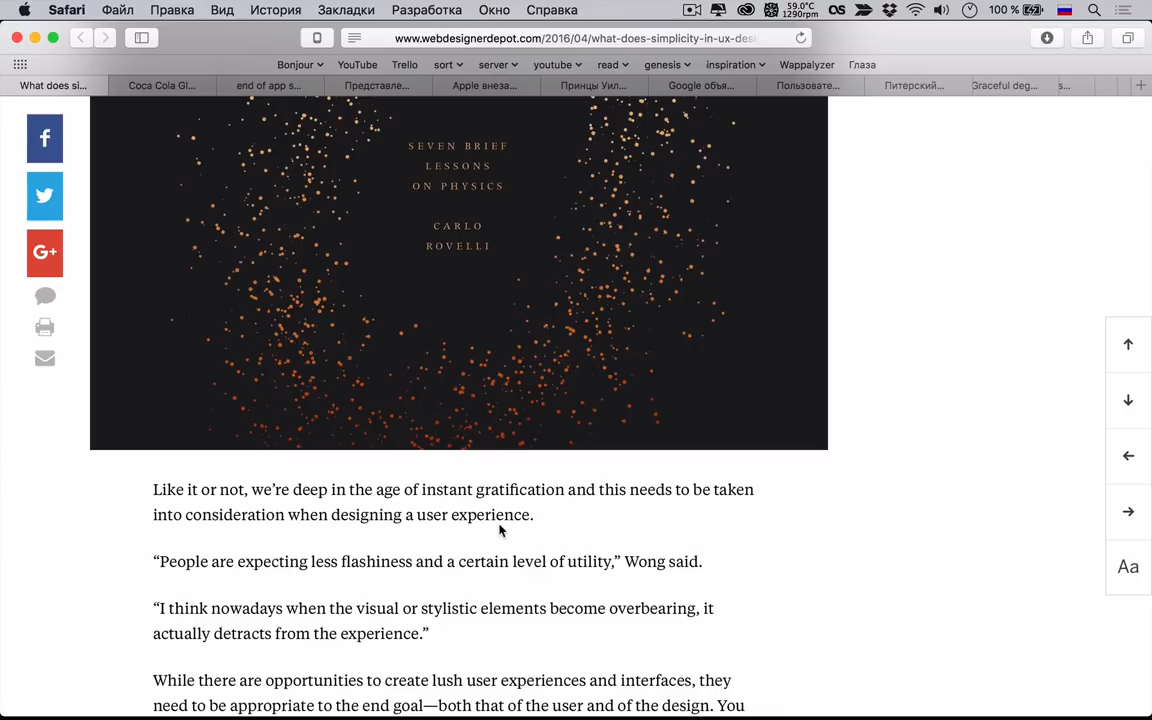 Safari Файл Правка Вид История Закладки Разработка Окно Справка 59.0°C 1290rpm 100 %
www.webdesignerdepot.com/2016/04/what-does-simplicity-in-ux-des
Bonjour YouTube Trello sort server youtube read genesis inspiration Wappalyzer Глаза
What does si... Coca Cola Gl... end of app s... Представле... Apple внеза... Принцы Уил... Google объя... Пользовате... Питерский... Graceful deg... s...
f
G+
SEVEN BRIEF
LESSONS
ON PHYSICS
CARLO
ROVELLI
Like it or not, we’re deep in the age of instant gratification and this needs to be taken
into consideration when designing a user experience.
“People are expecting less flashiness and a certain level of utility,” Wong said.
“I think nowadays when the visual or stylistic elements become overbearing, it
actually detracts from the experience.”
While there are opportunities to create lush user experiences and interfaces, they
need to be appropriate to the end goal—both that of the user and of the design. You
Aa